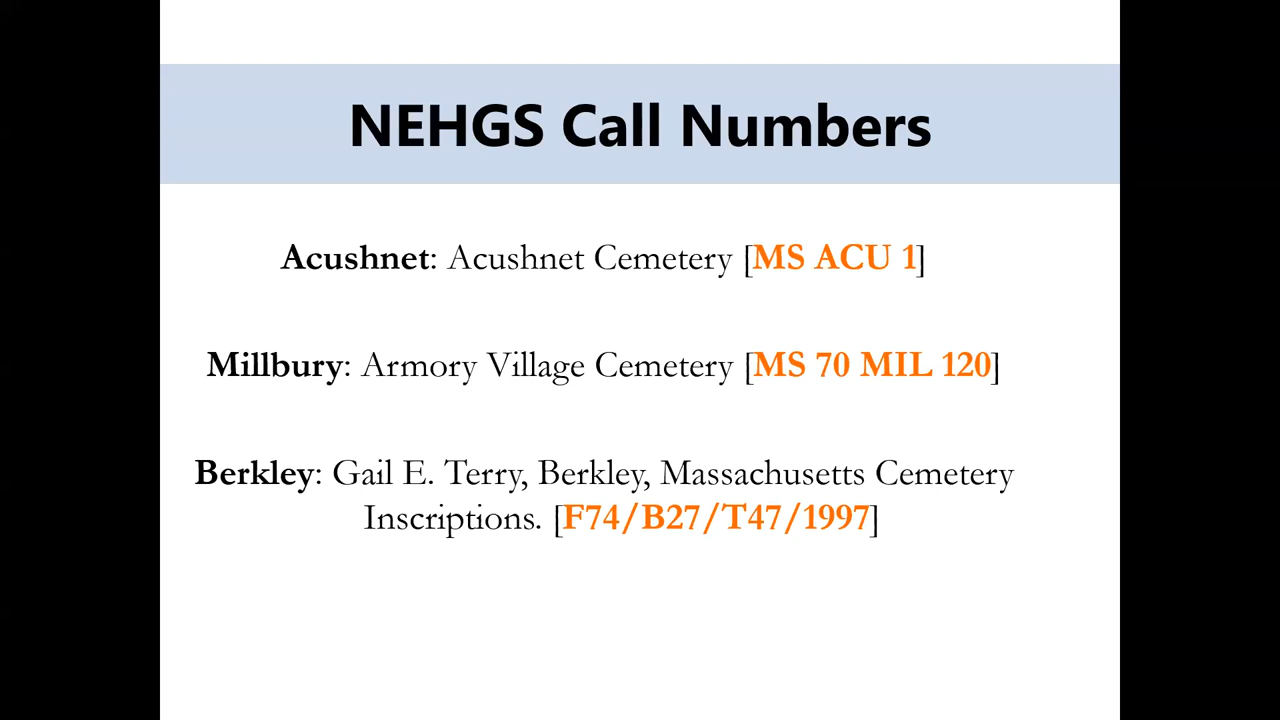 NEHGS Call Numbers
Acushnet: Acushnet Cemetery [MS ACU 1]
Millbury: Armory Village Cemetery [MS 70 MIL 120]
Berkley: Gail E. Terry, Berkley, Massachusetts Cemetery
Inscriptions. [F74/B27/T47/1997]